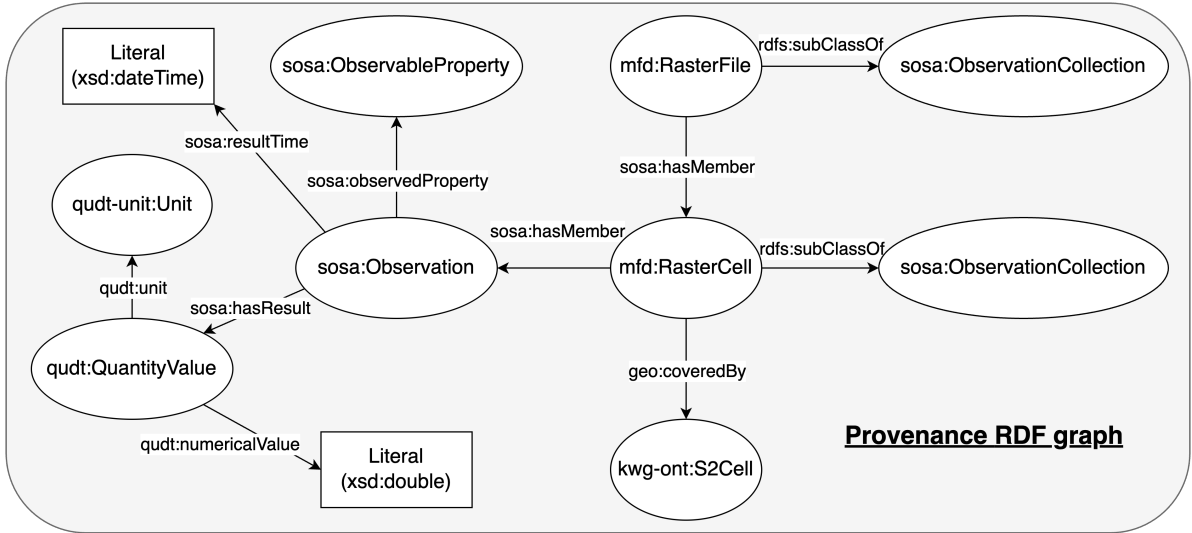 Literal
(xsd:dateTime)
sosa:ObservableProperty
mfd:RasterFile
rdfs:subClassOf
sosa:ObservationCollection
sosa:resultTime
sosa:observedProperty
sosa:hasMember
qudt-unit:Unit
sosa:hasMember
sosa:Observation
mfd:RasterCell
rdfs:subClassOf
sosa:ObservationCollection
qudt:unit
sosa:hasResult
qudt:QuantityValue
geo:coveredBy
qudt:numericalValue
Literal
(xsd:double)
kwg-ont:S2Cell
Provenance RDF graph